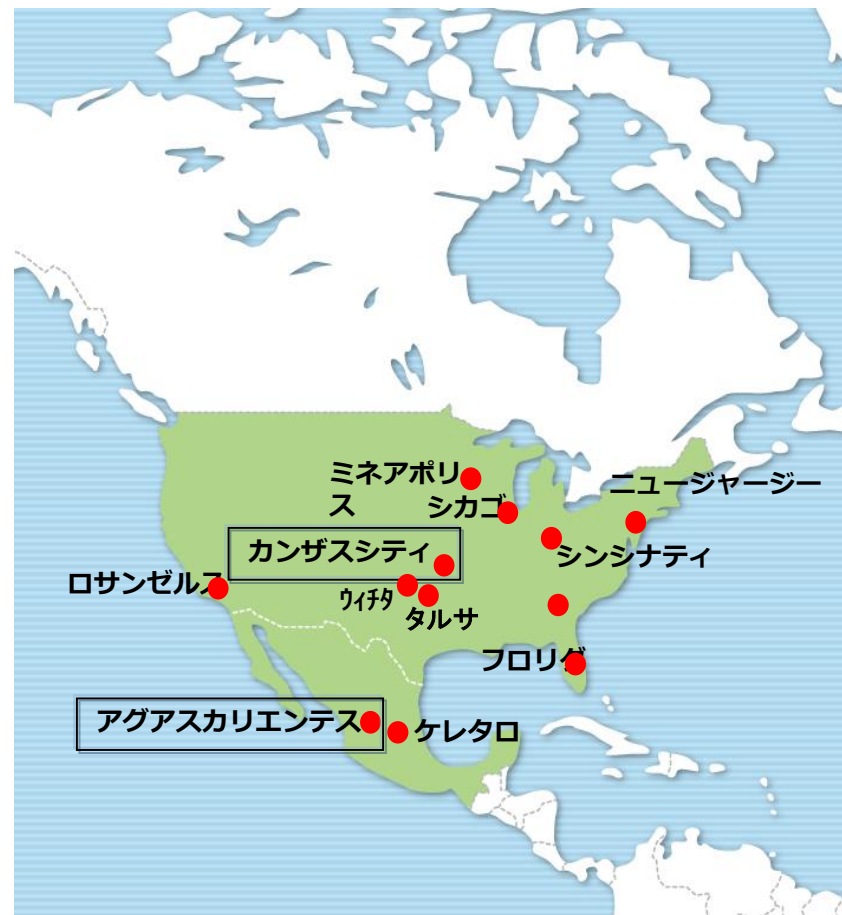 ミネアポリ
ス
シカゴ
ニュージャージー
カンザスシティ
シンシナティ
ロサンゼルス
ｳｨﾁﾀ
タルサ
フロリダ
アグアスカリエンテス
ケレタロ